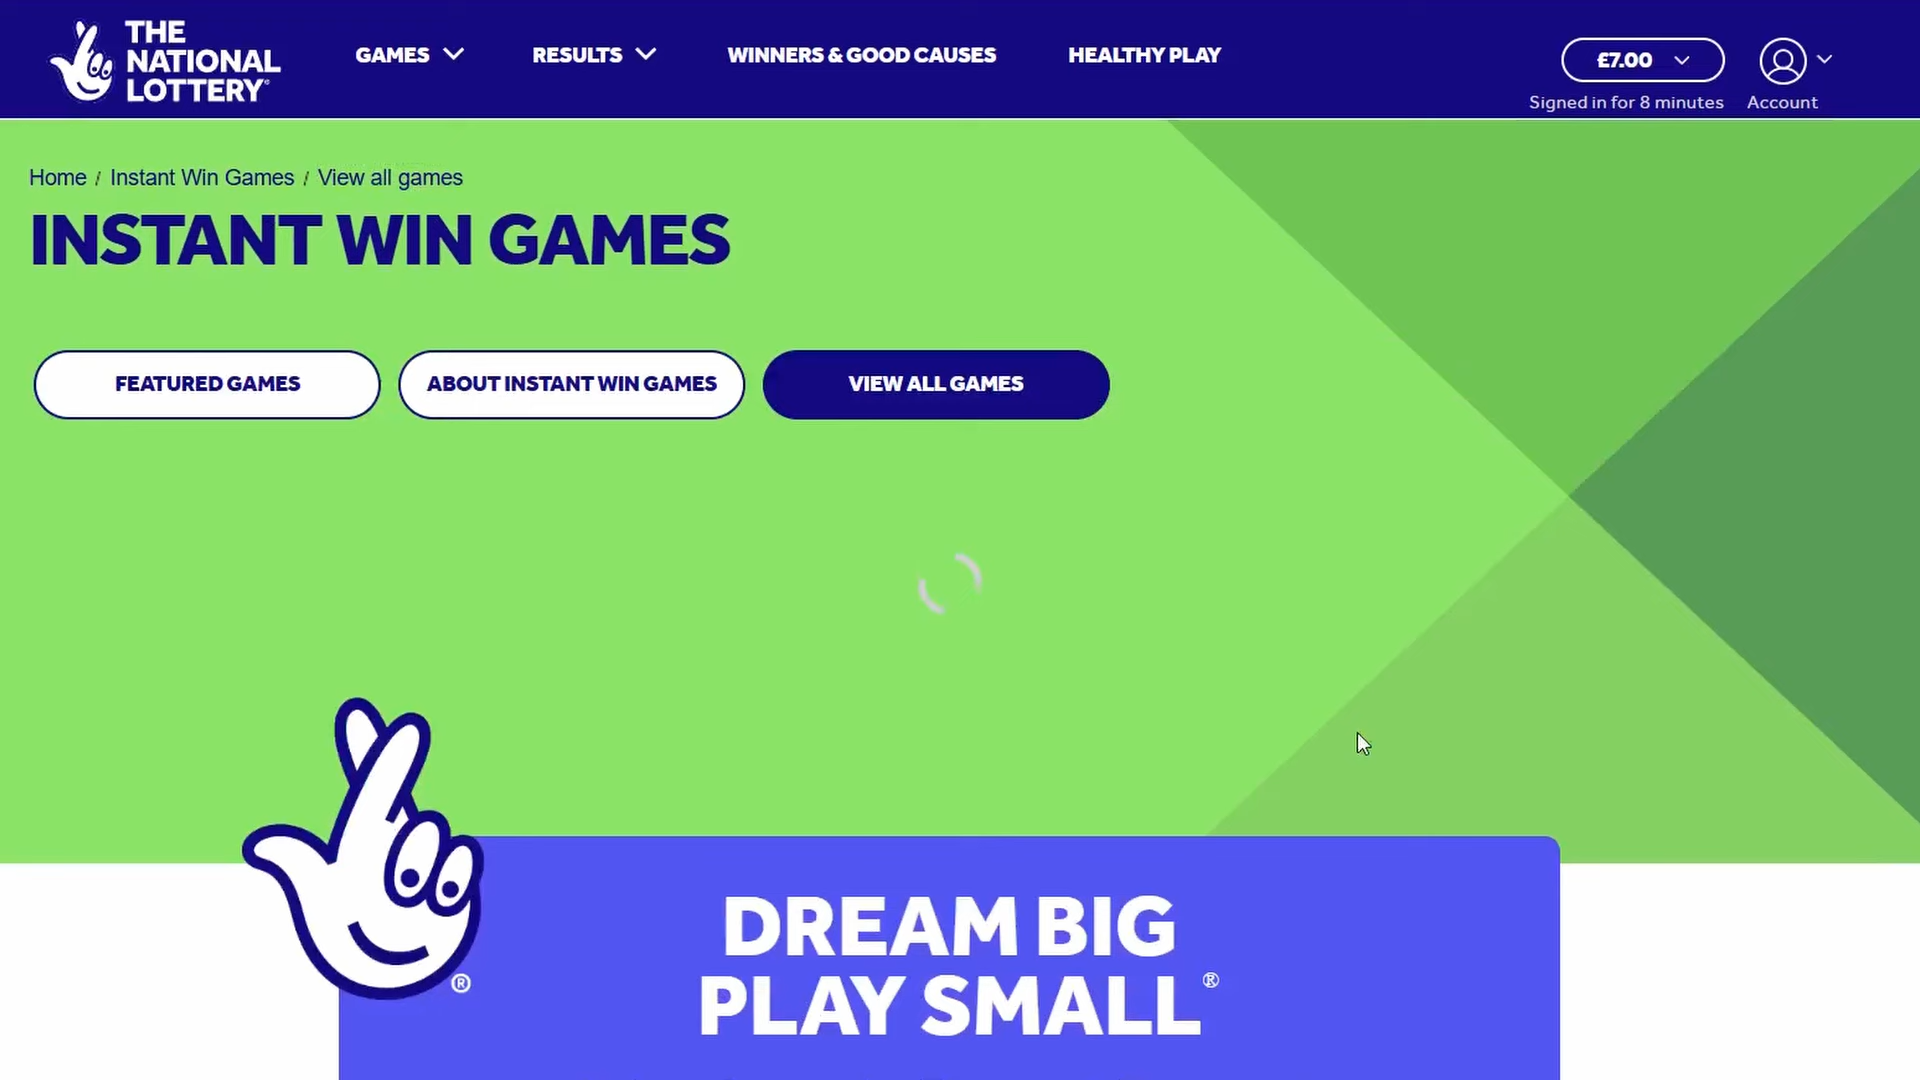 THE
NATIONAL
LOTTERY®
GAMES
RESULTS
WINNERS & GOOD CAUSES
HEALTHY PLAY
£7.00
Signed in for 8 minutes
Account
Home / Instant Win Games / View all games
INSTANT WIN GAMES
FEATURED GAMES
ABOUT INSTANT WIN GAMES
VIEW ALL GAMES
®
DREAM BIG
PLAY SMALL®